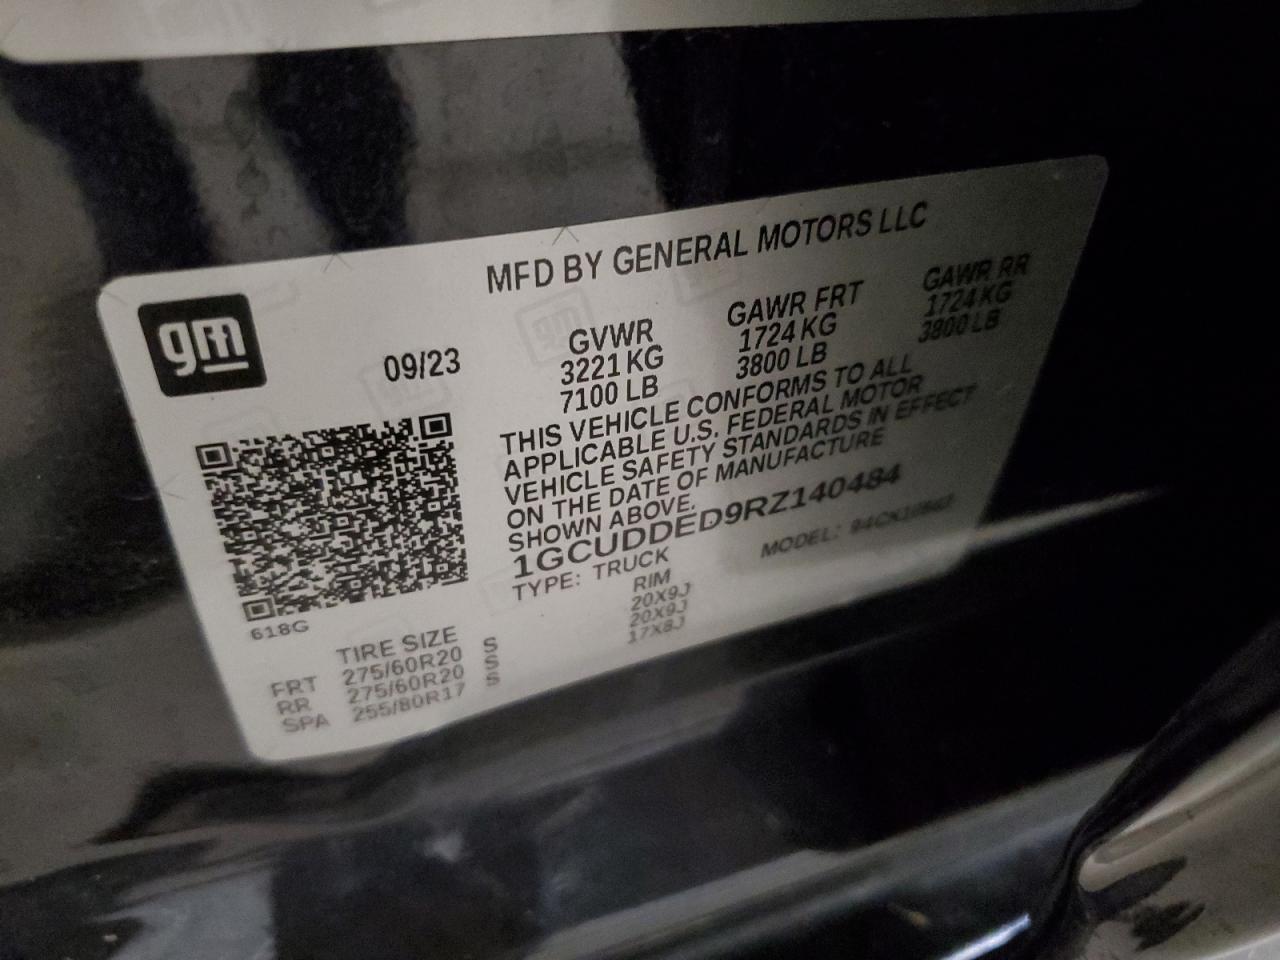 MFD BY GENERAL MOTORS LLC
gm
09/23
GVWR GAWR FRT GAWR RR
3221 KG 1724 KG 1724 KG
7100 LB 3800 LB 3800 LB
THIS VEHICLE CONFORMS TO ALL
APPLICABLE U.S. FEDERAL MOTOR
VEHICLE SAFETY STANDARDS IN EFFECT
ON THE DATE OF MANUFACTURE
SHOWN ABOVE.
1GCUDDED9RZ140484
TYPE: TRUCK MODEL:
618G
TIRE SIZE RIM
FRT 275/60R20 S 20X9J
RR 275/60R20 S 20X9J
SPA 255/80R17 S 17X8J